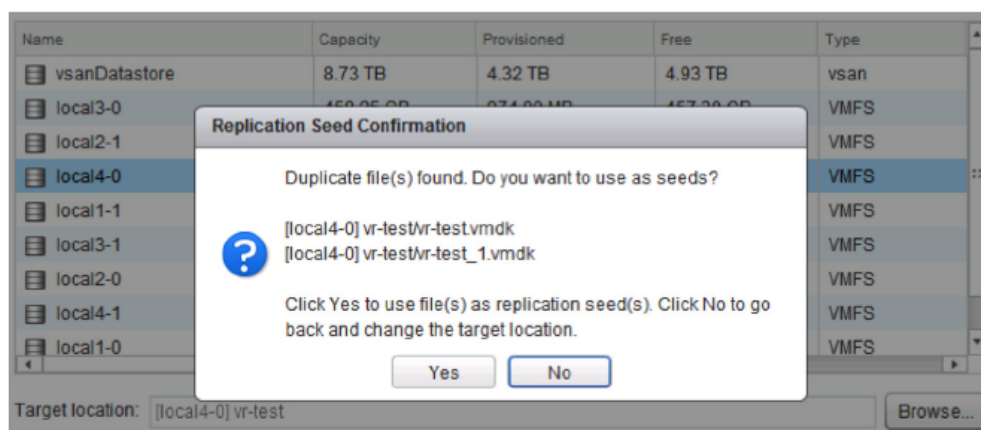 Name Capacity Provisioned Free Type
vsanDatastore 8.73 TB 4.32 TB 4.93 TB vsan
local3-0 VMFS
Replication Seed Confirmation
local2-1 VMFS
Duplicate file(s) found. Do you want to use as seeds?
local4-0 VMFS
local1-1 VMFS
[local4-0] vr-test/vr-test.vmdk
local3-1 VMFS
[local4-0] vr-test/vr-test_1.vmdk
local2-0 VMFS
Click Yes to use file(s) as replication seed(s). Click No to go
local4-1 VMFS
back and change the target location.
local1-0 VMFS
Yes No
Target location: [local4-0] vr-test Browse...